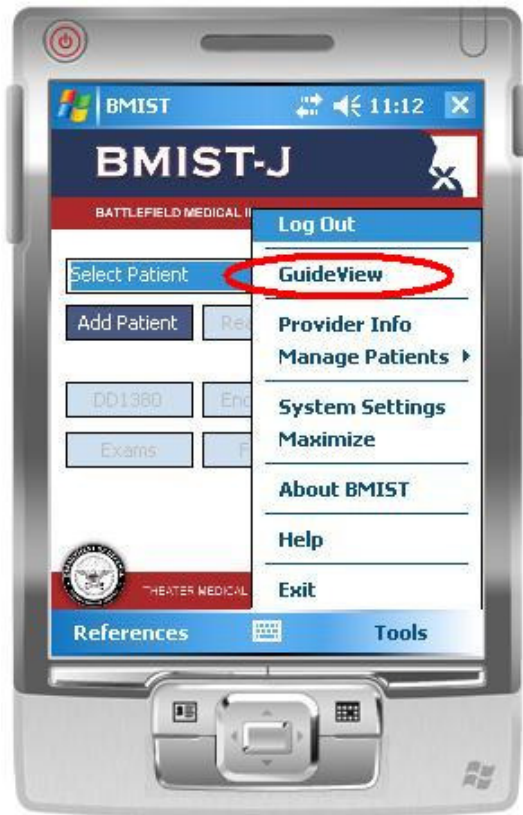 BMIST 11:12
BMIST-J
BATTLEFIELD MEDICAL
Log Out
Select Patient
GuideView
Add Patient
Provider Info
Manage Patients
DD1380
System Settings
Exams
Maximize
About BMIST
Help
THEATER MEDICAL
Exit
References Tools